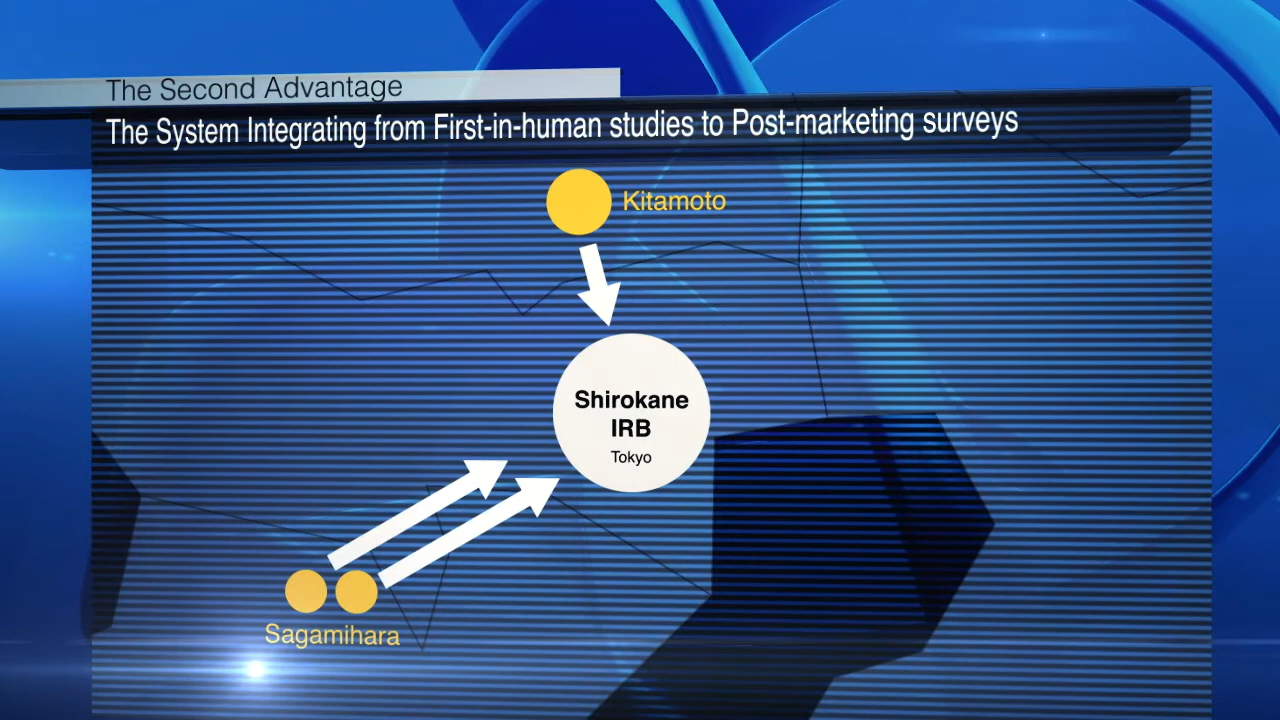 The Second Advantage
The System Integrating from First-in-human studies to Post-marketing surveys
Kitamoto
Shirokane
IRB
Tokyo
Sagamihara